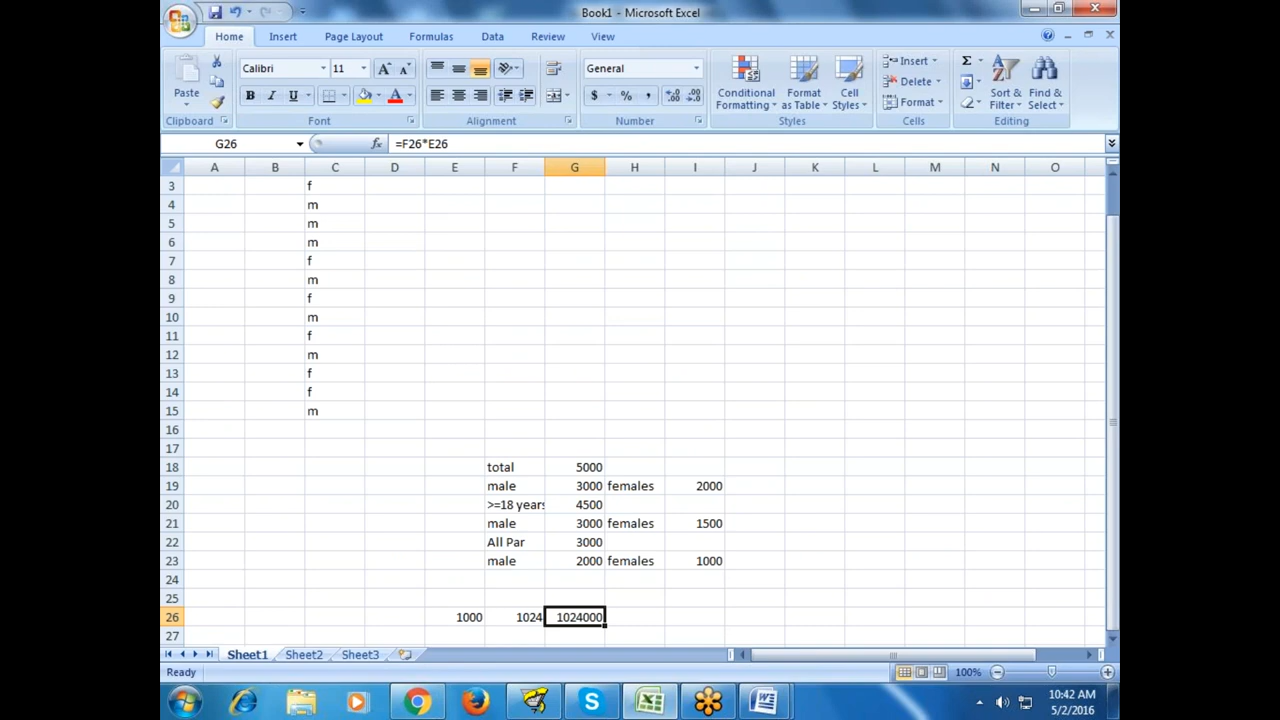 Book1 - Microsoft Excel
Home Insert Page Layout Formulas Data Review View
Paste
Calibri 11
B I U
A A
General
$ % ,
Conditional Formatting
Format as Table
Cell Styles
Insert
Delete
Format
Σ
Sort & Filter
Find & Select
Clipboard Font Alignment Number Styles Cells Editing
G26 fx =F26*E26
A B C D E F G H I J K L M N O
3 f
4 m
5 m
6 m
7 f
8 m
9 f
10 m
11 f
12 m
13 f
14 f
15 m
16
17
18 total 5000
19 male 3000 females 2000
20 >=18 years 4500
21 male 3000 females 1500
22 All Par 3000
23 male 2000 females 1000
24
25
26 1000 1024 1024000
27
Sheet1 Sheet2 Sheet3
Ready 100%
10:42 AM
5/2/2016